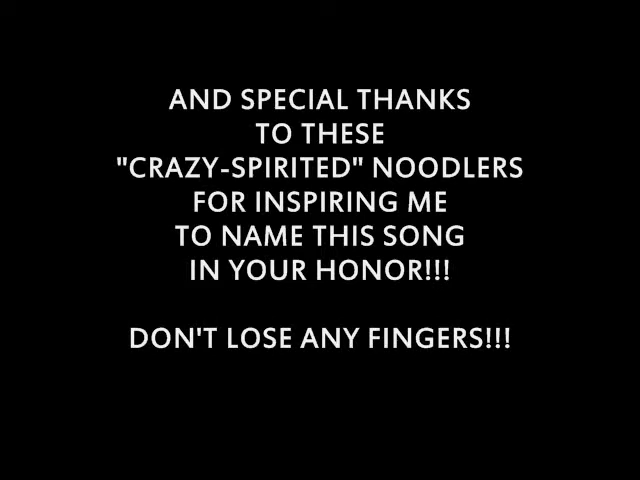 AND SPECIAL THANKS
TO THESE
"CRAZY-SPIRITED" NOODLERS
FOR INSPIRING ME
TO NAME THIS SONG
IN YOUR HONOR!!!
DON'T LOSE ANY FINGERS!!!